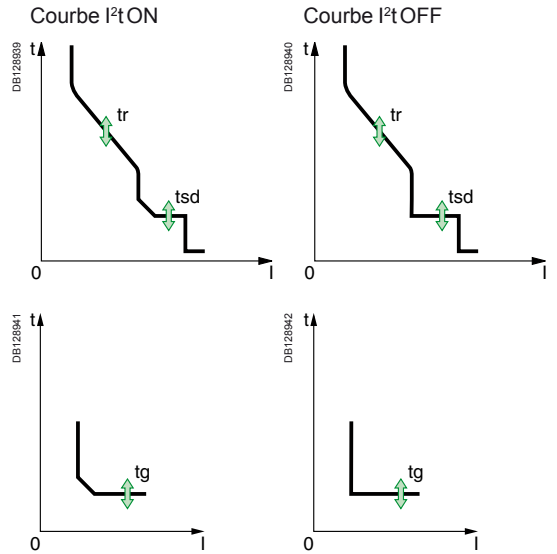 Courbe I²t ON
Courbe I²t OFF
DB128939
t
tr
tsd
0
I
DB128940
t
tr
tsd
0
I
DB128941
t
tg
0
I
DB128942
t
tg
0
I